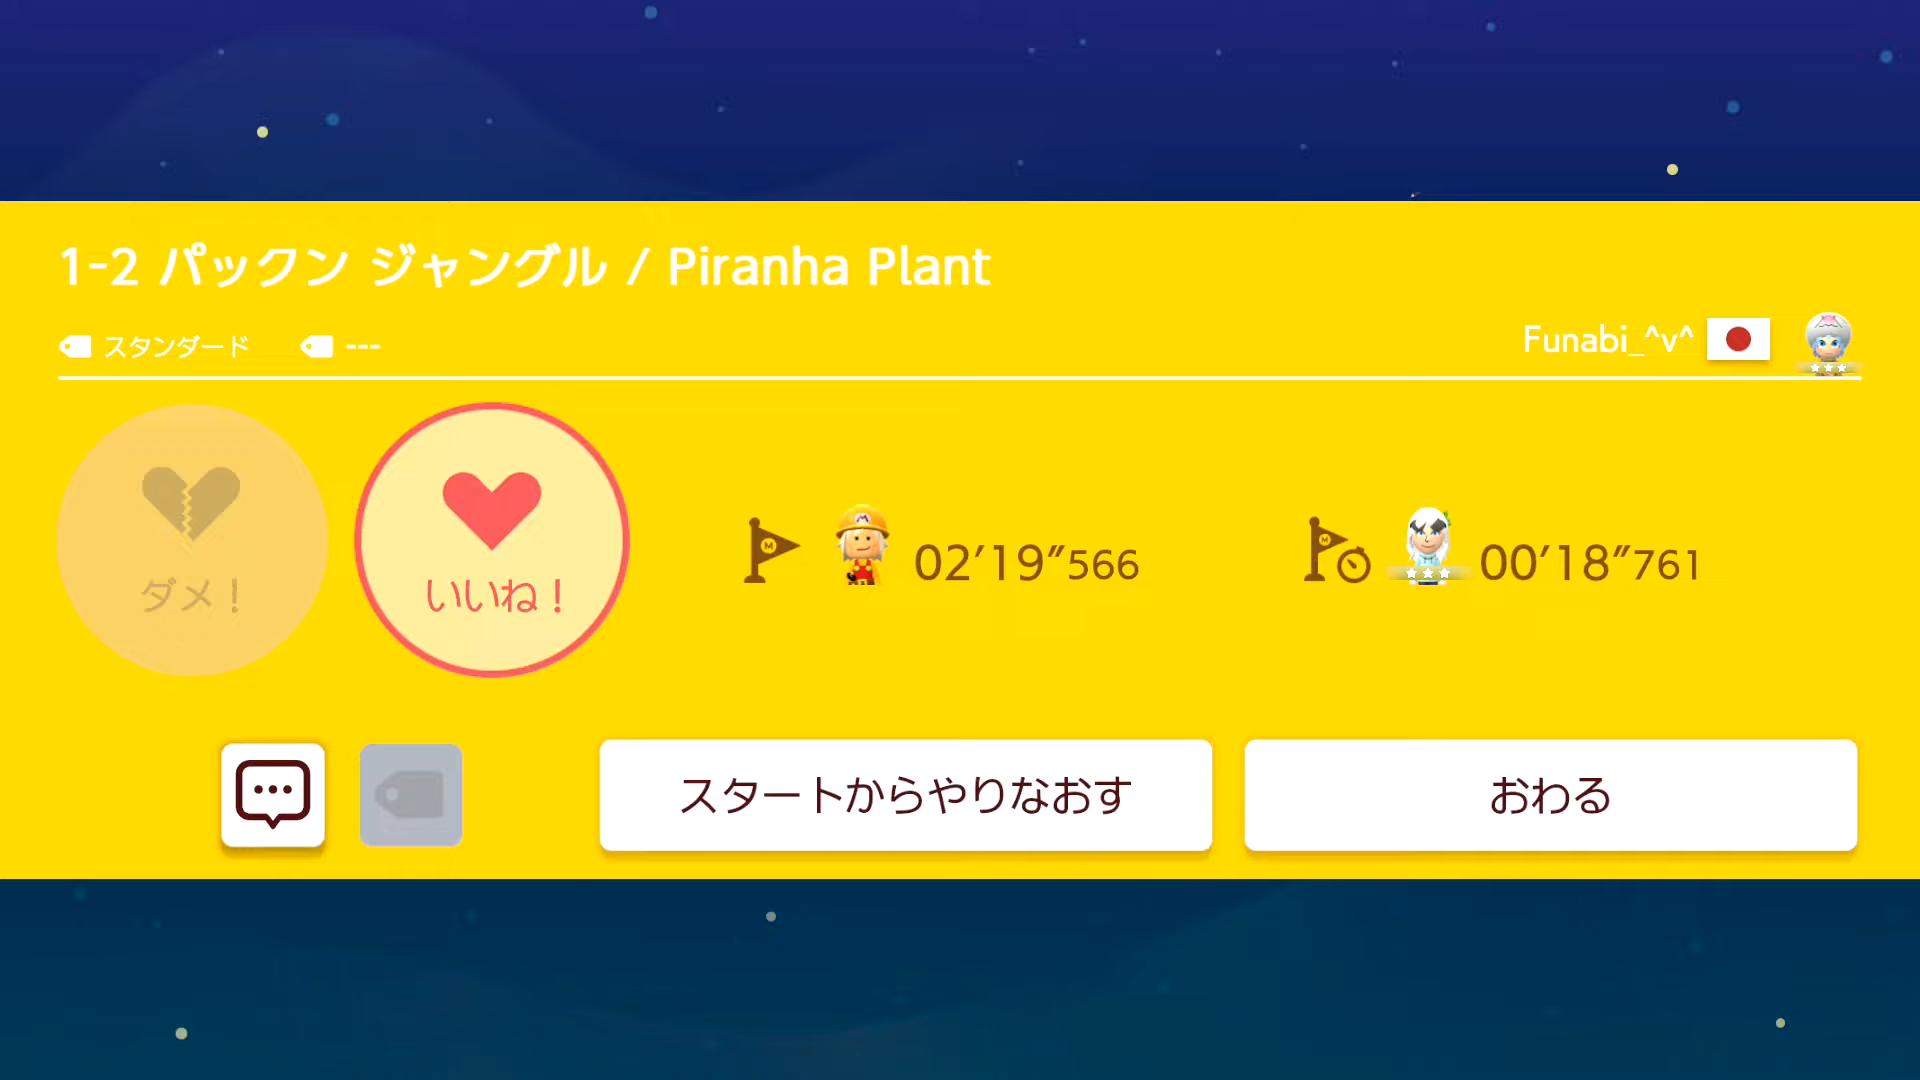 1-2 パックン ジャングル / Piranha Plant
スタンダード ---
Funabi_^v^
ダメ！
いいね！
02′19″566
00′18″761
スタートからやりなおす
おわる